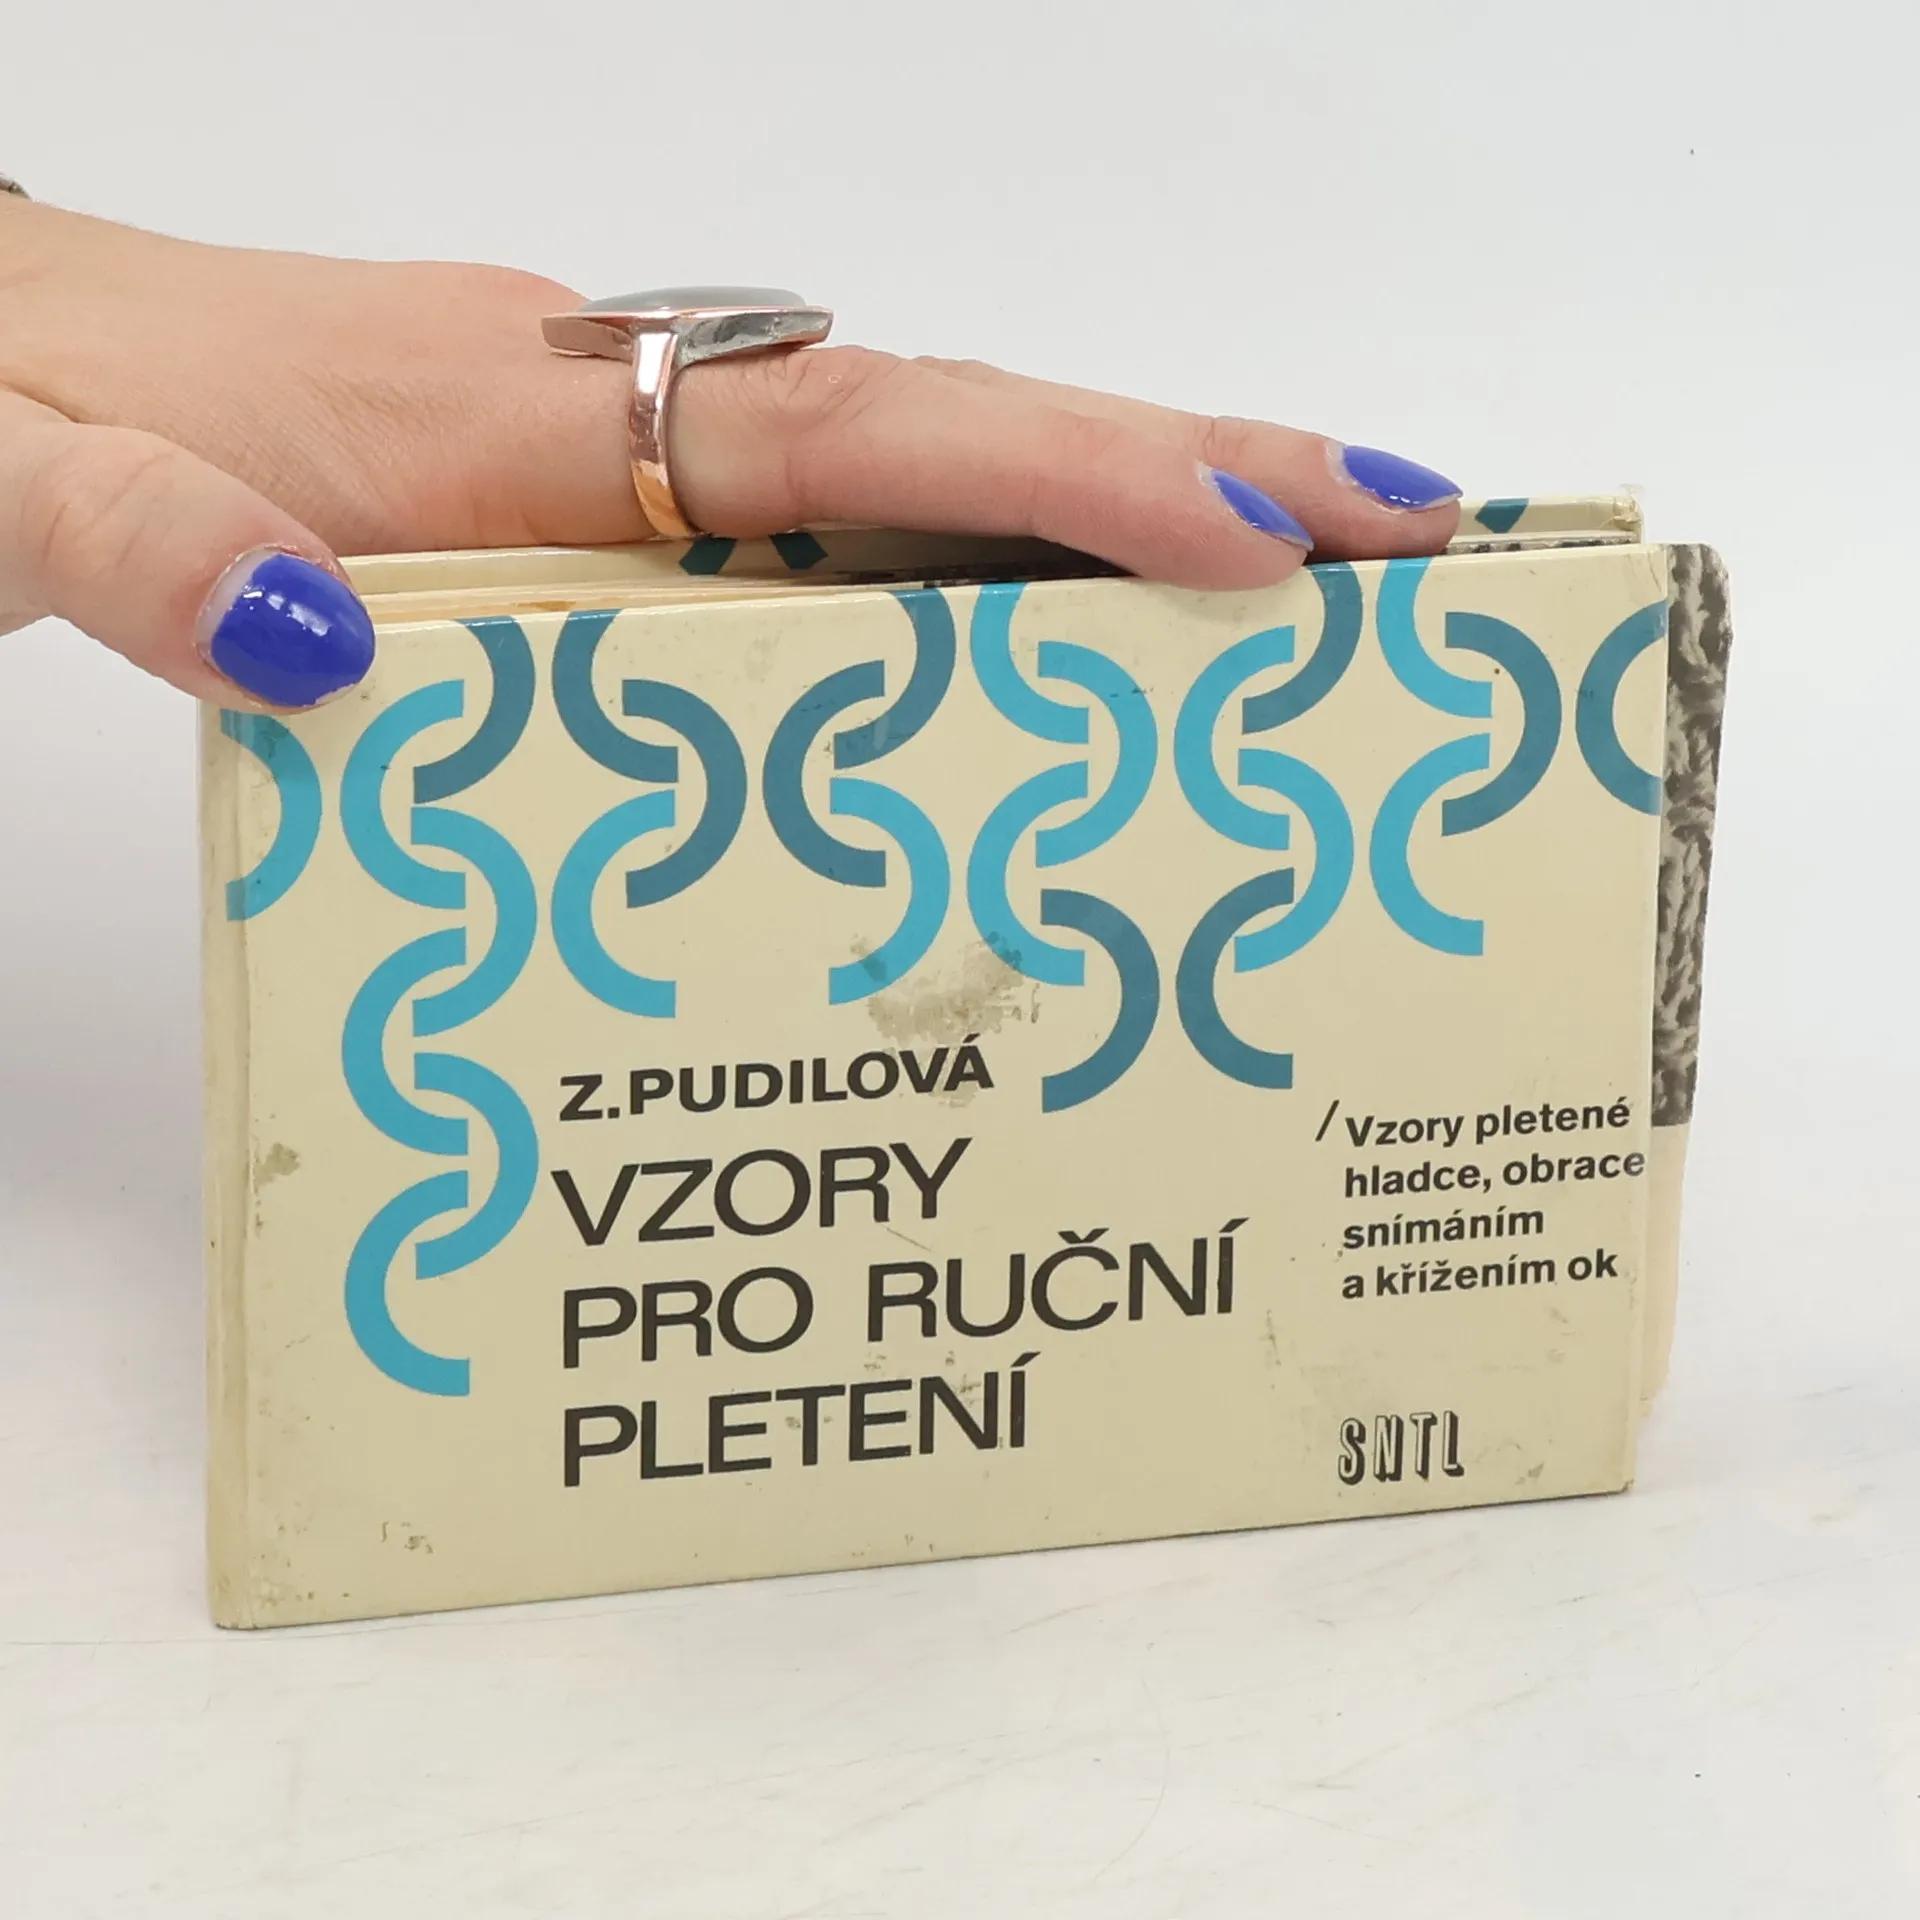 Z. PUDILOVÁ
VZORY
PRO RUČNÍ
PLETENÍ
/ Vzory pletené
hladce, obrace
snímáním
a křížením ok
SNTL